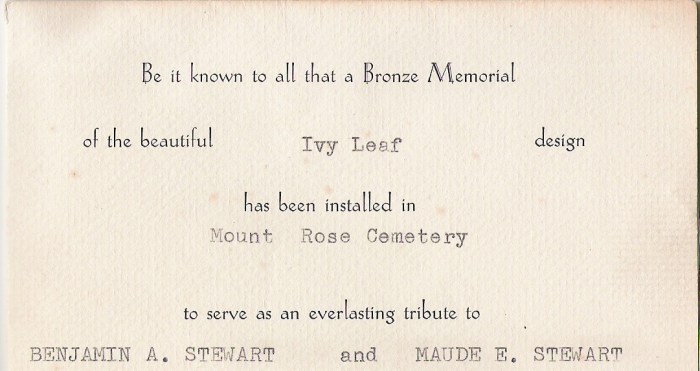 Be it known to all that a Bronze Memorial
of the beautiful Ivy Leaf design
has been installed in
Mount Rose Cemetery
to serve as an everlasting tribute to
BENJAMIN A. STEWART and MAUDE E. STEWART